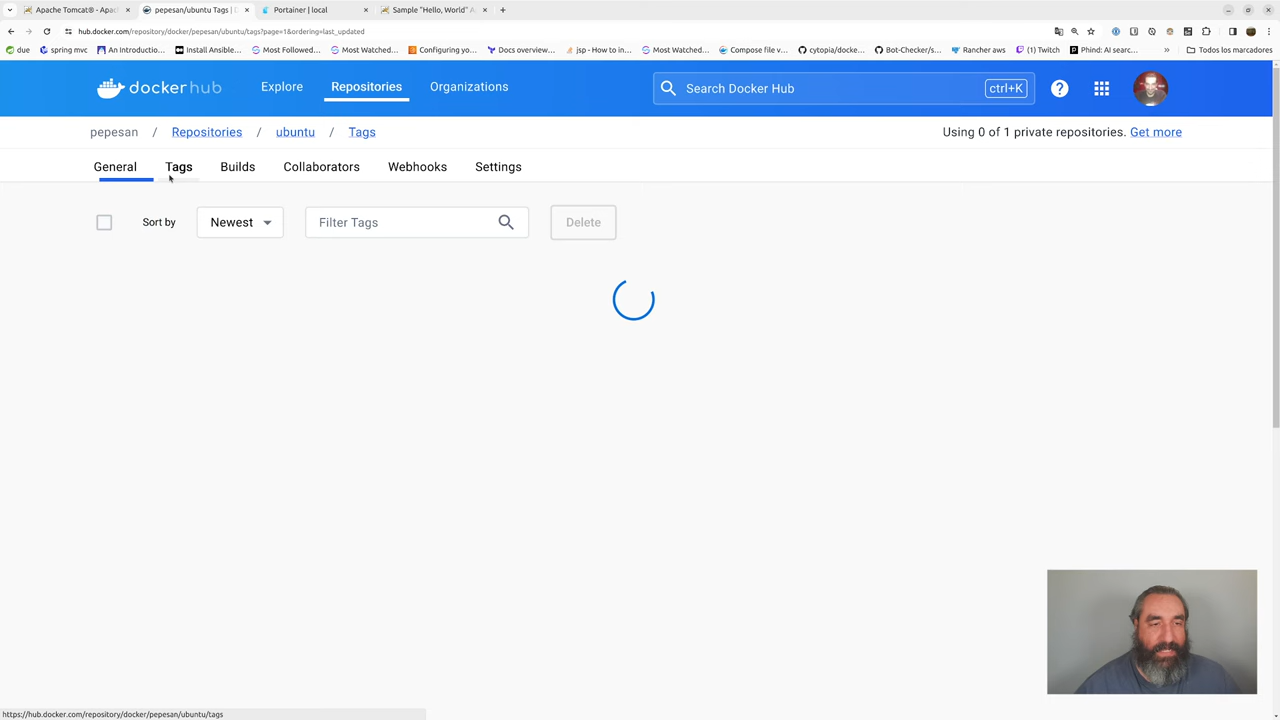 Apache Tomcat® - Apac
pepesan/ubuntu Tags | D
Portainer | local
Sample "Hello, World" A
hub.docker.com/repository/docker/pepesan/ubuntu/tags?page=1&ordering=last_updated
due
spring mvc
An Introductio...
Install Ansible...
Most Followed...
Most Watched...
Configuring yo...
Docs overview...
jsp - How to in...
Most Watched...
Compose file v...
cytopia/docke...
Bot-Checker/s...
Rancher aws
(1) Twitch
Phind: AI searc...
»
Todos los marcadores
docker hub
Explore
Repositories
Organizations
Search Docker Hub
ctrl+K
pepesan / Repositories / ubuntu / Tags
Using 0 of 1 private repositories. Get more
General
Tags
Builds
Collaborators
Webhooks
Settings
Sort by
Newest
Filter Tags
Delete
https://hub.docker.com/repository/docker/pepesan/ubuntu/tags